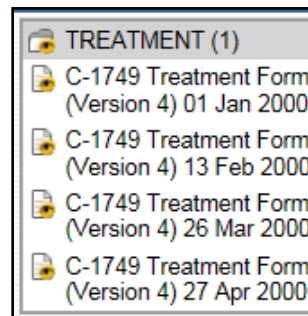 TREATMENT (1)
C-1749 Treatment Form
(Version 4) 01 Jan 2000
C-1749 Treatment Form
(Version 4) 13 Feb 2000
C-1749 Treatment Form
(Version 4) 26 Mar 2000
C-1749 Treatment Form
(Version 4) 27 Apr 2000